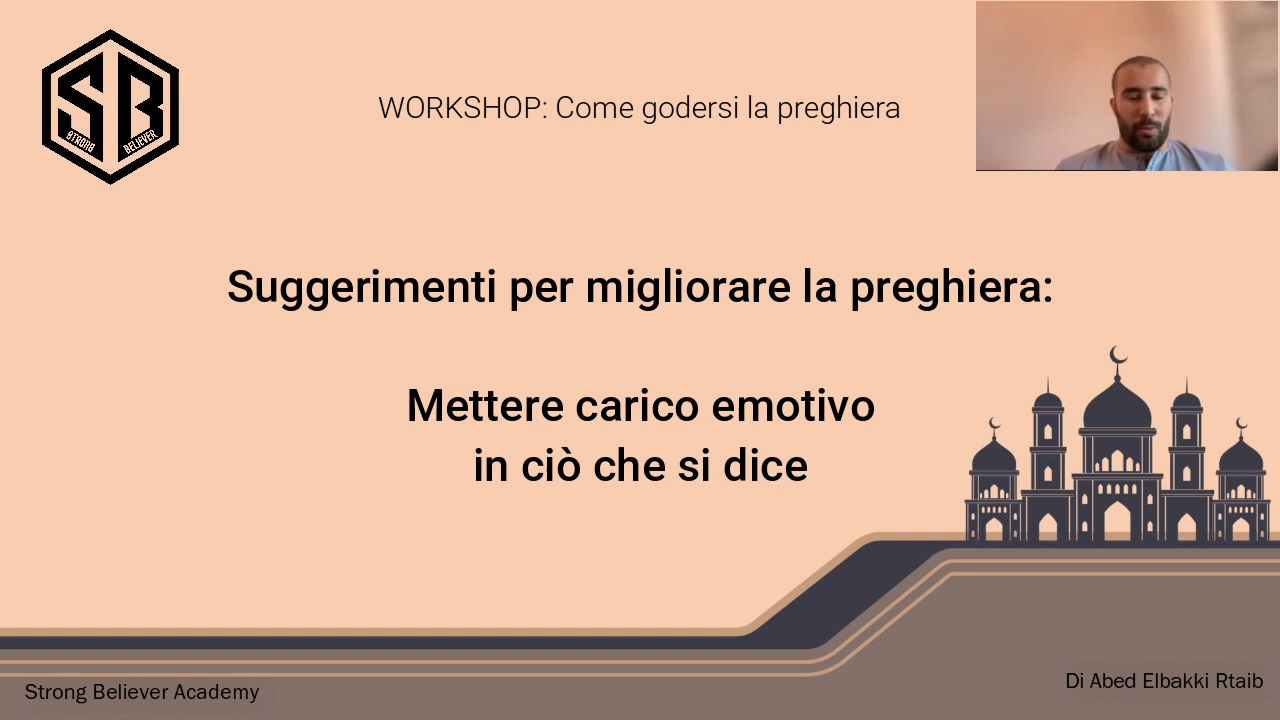 SB
STRONG BELIEVER
WORKSHOP: Come godersi la preghiera
Suggerimenti per migliorare la preghiera:
Mettere carico emotivo
in ciò che si dice
Strong Believer Academy
Di Abed Elbakki Rtaib